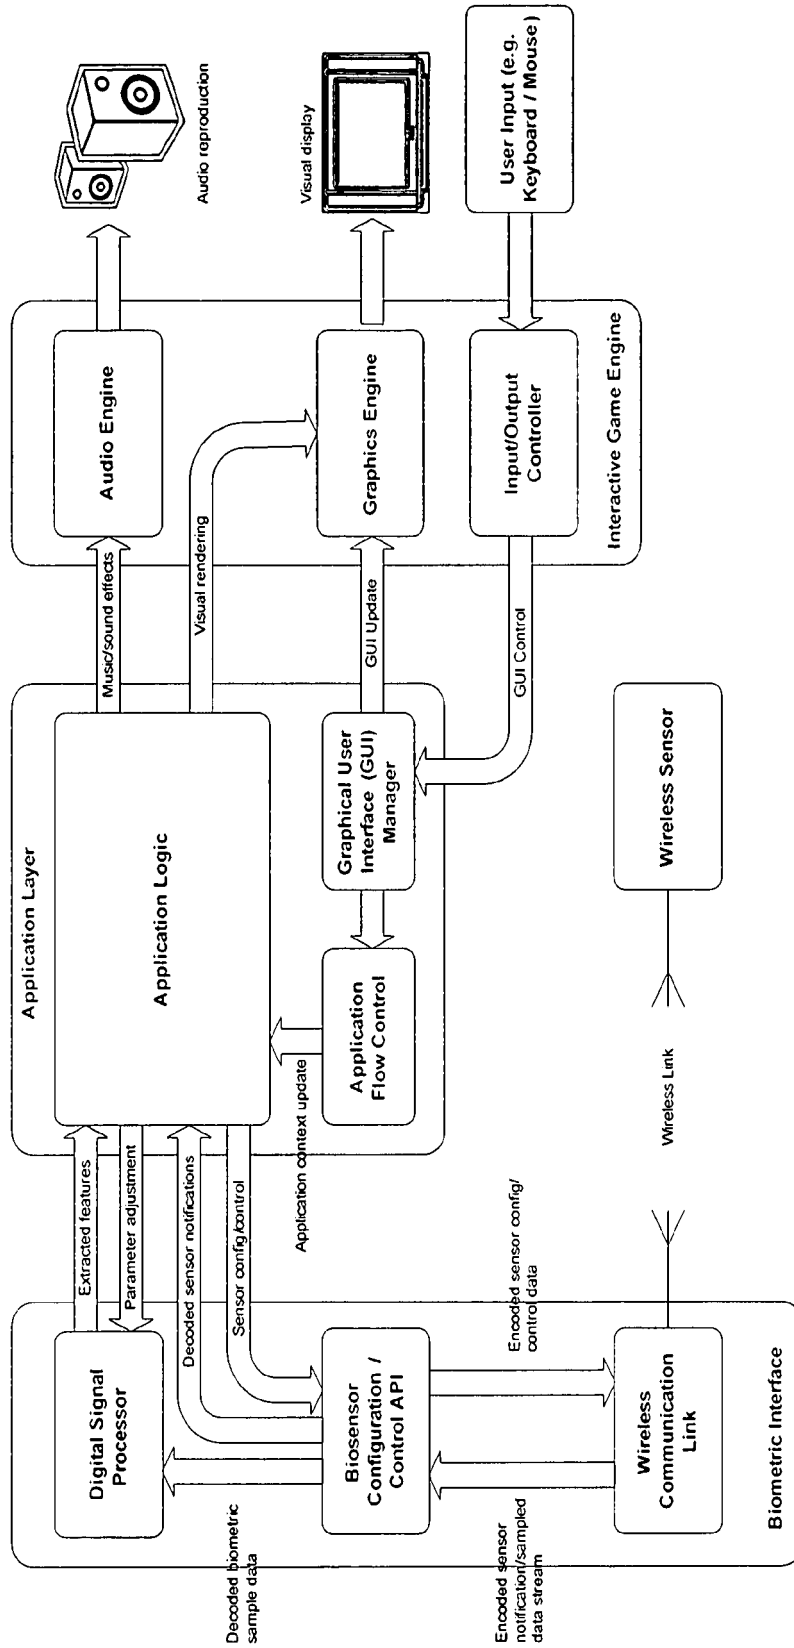 Audio reproduction
Visual display
User Input (e.g.
Keyboard / Mouse)
Audio Engine
Graphics Engine
Input/Output
Controller
Interactive Game Engine
Music/sound effects
Visual rendering
GUI Update
GUI Control
Application Layer
Application Logic
Graphical User
Interface (GUI)
Manager
Application
Flow Control
Application context update
Wireless Sensor
Wireless Link
Extracted features
Parameter adjustment
Decoded sensor notifications
Sensor config/control
Encoded sensor config/
control data
Digital Signal
Processor
Biosensor
Configuration /
Control API
Wireless
Communication
Link
Biometric Interface
Decoded biometric
sample data
Encoded sensor
notification/sampled
data stream